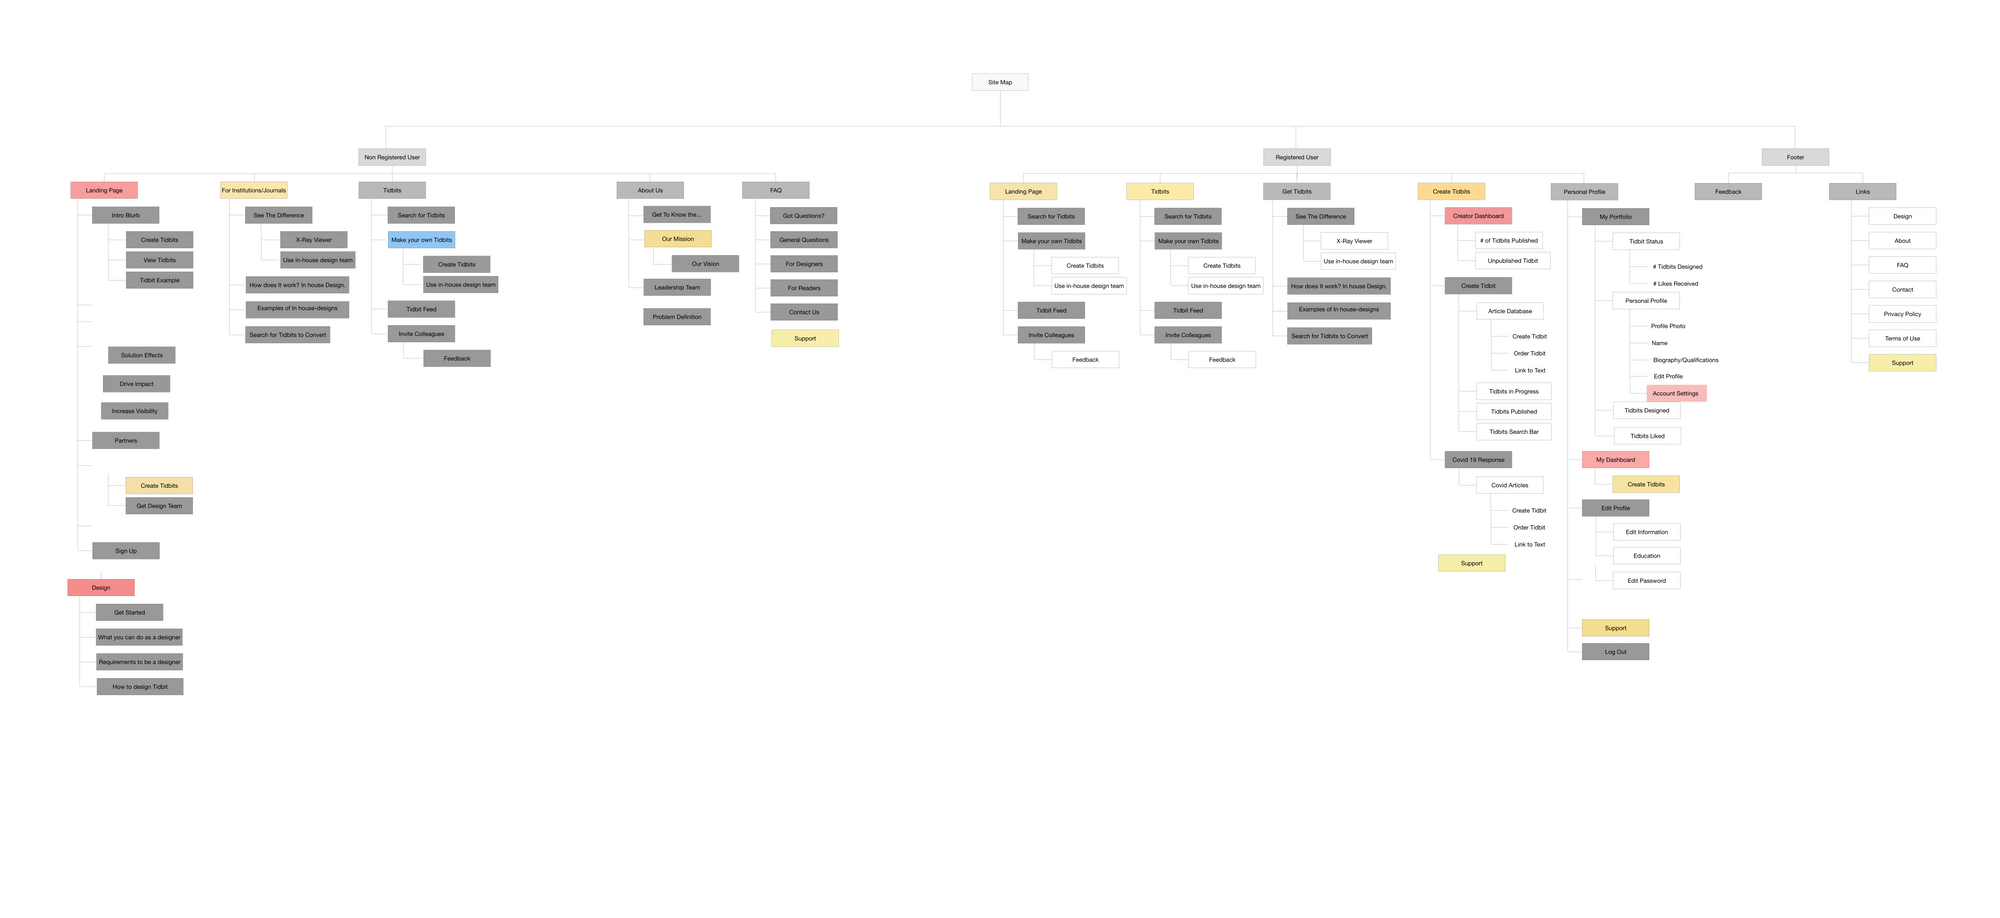 Site Map
Non Registered User
Registered User
Footer
Landing Page
Intro Blurb
Create Tidbits
View Tidbits
Tidbit Example
Solution Effects
Drive Impact
Increase Visibility
Partners
Create Tidbits
Get Design Team
Sign Up
Design
Get Started
What you can do as a designer
Requirements to be a designer
How to design Tidbit
For Institutions/Journals
See The Difference
X-Ray Viewer
Use in-house design team
How does It work? In house Design.
Examples of In house-designs
Search for Tidbits to Convert
Tidbits
Search for Tidbits
Make your own Tidbits
Create Tidbits
Use in-house design team
Tidbit Feed
Invite Colleagues
Feedback
About Us
Get To Know the...
Our Mission
Our Vision
Leadership Team
Problem Definition
FAQ
Got Questions?
General Questions
For Designers
For Readers
Contact Us
Support
Landing Page
Search for Tidbits
Make your own Tidbits
Create Tidbits
Use in-house design team
Tidbit Feed
Invite Colleagues
Feedback
Tidbits
Search for Tidbits
Make your own Tidbits
Create Tidbits
Use in-house design team
Tidbit Feed
Invite Colleagues
Feedback
Get Tidbits
See The Difference
X-Ray Viewer
Use in-house design team
How does It work? In house Design.
Examples of In house-designs
Search for Tidbits to Convert
Create Tidbits
Creator Dashboard
# of Tidbits Published
Unpublished Tidbit
Create Tidbit
Article Database
Create Tidbit
Order Tidbit
Link to Text
Tidbits in Progress
Tidbits Published
Tidbits Search Bar
Covid 19 Response
Covid Articles
Create Tidbit
Order Tidbit
Link to Text
Support
Personal Profile
My Portfolio
Tidbit Status
# Tidbits Designed
# Likes Received
Personal Profile
Profile Photo
Name
Biography/Qualifications
Edit Profile
Account Settings
Tidbits Designed
Tidbits Liked
My Dashboard
Create Tidbits
Edit Profile
Edit Information
Education
Edit Password
Support
Log Out
Feedback
Links
Design
About
FAQ
Contact
Privacy Policy
Terms of Use
Support